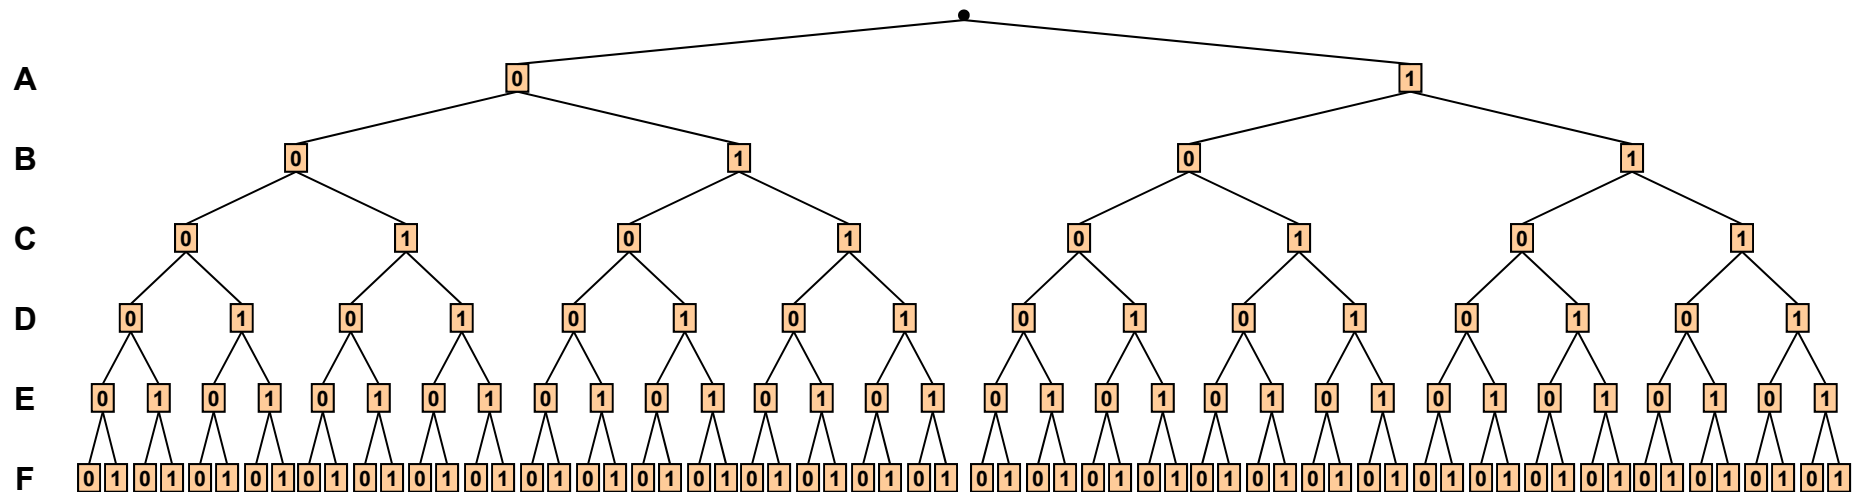 A 0 1
B 0 1 0 1
C 0 1 0 1 0 1 0 1
D 0 1 0 1 0 1 0 1 0 1 0 1 0 1 0 1
E 0 1 0 1 0 1 0 1 0 1 0 1 0 1 0 1 0 1 0 1 0 1 0 1 0 1 0 1 0 1 0 1
F 0 1 0 1 0 1 0 1 0 1 0 1 0 1 0 1 0 1 0 1 0 1 0 1 0 1 0 1 0 1 0 1 0 1 0 1 0 1 0 1 0 1 0 1 0 1 0 1 0 1 0 1 0 1 0 1 0 1 0 1 0 1 0 1